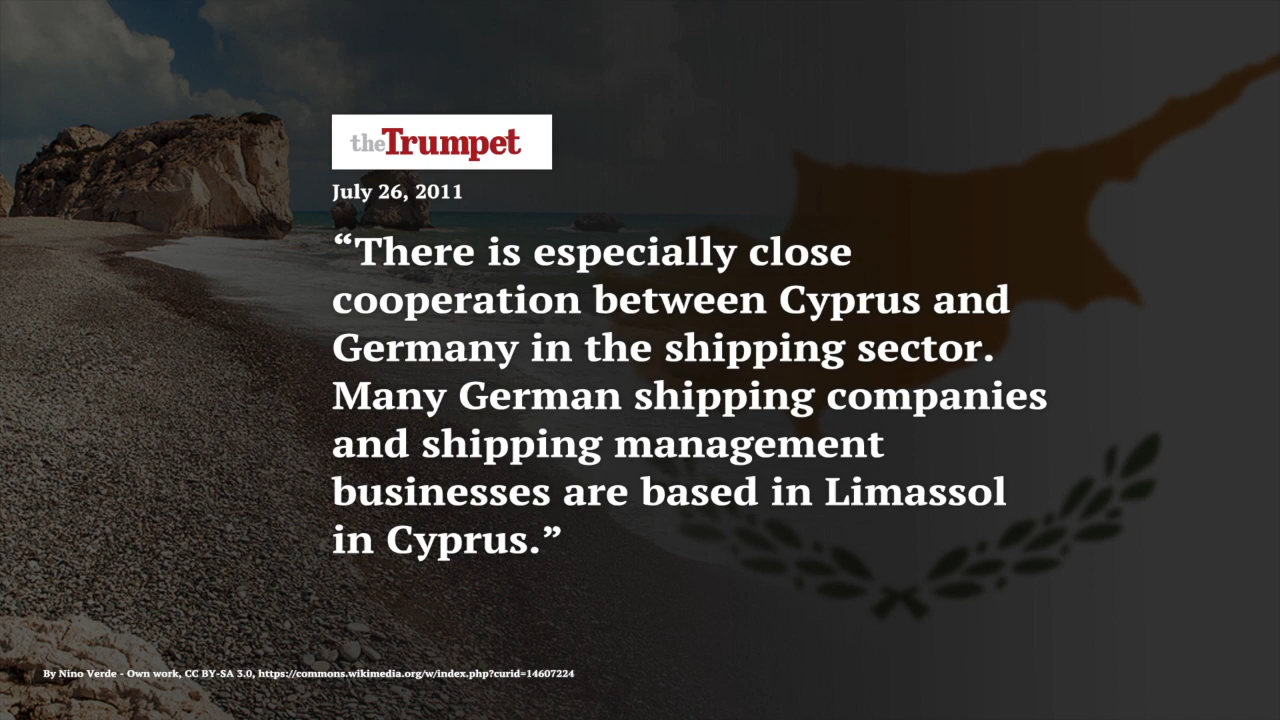 theTrumpet
July 26, 2011
“There is especially close
cooperation between Cyprus and
Germany in the shipping sector.
Many German shipping companies
and shipping management
businesses are based in Limassol
in Cyprus.”
By Nino Verde - Own work, CC BY-SA 3.0, https://commons.wikimedia.org/w/index.php?curid=14607224